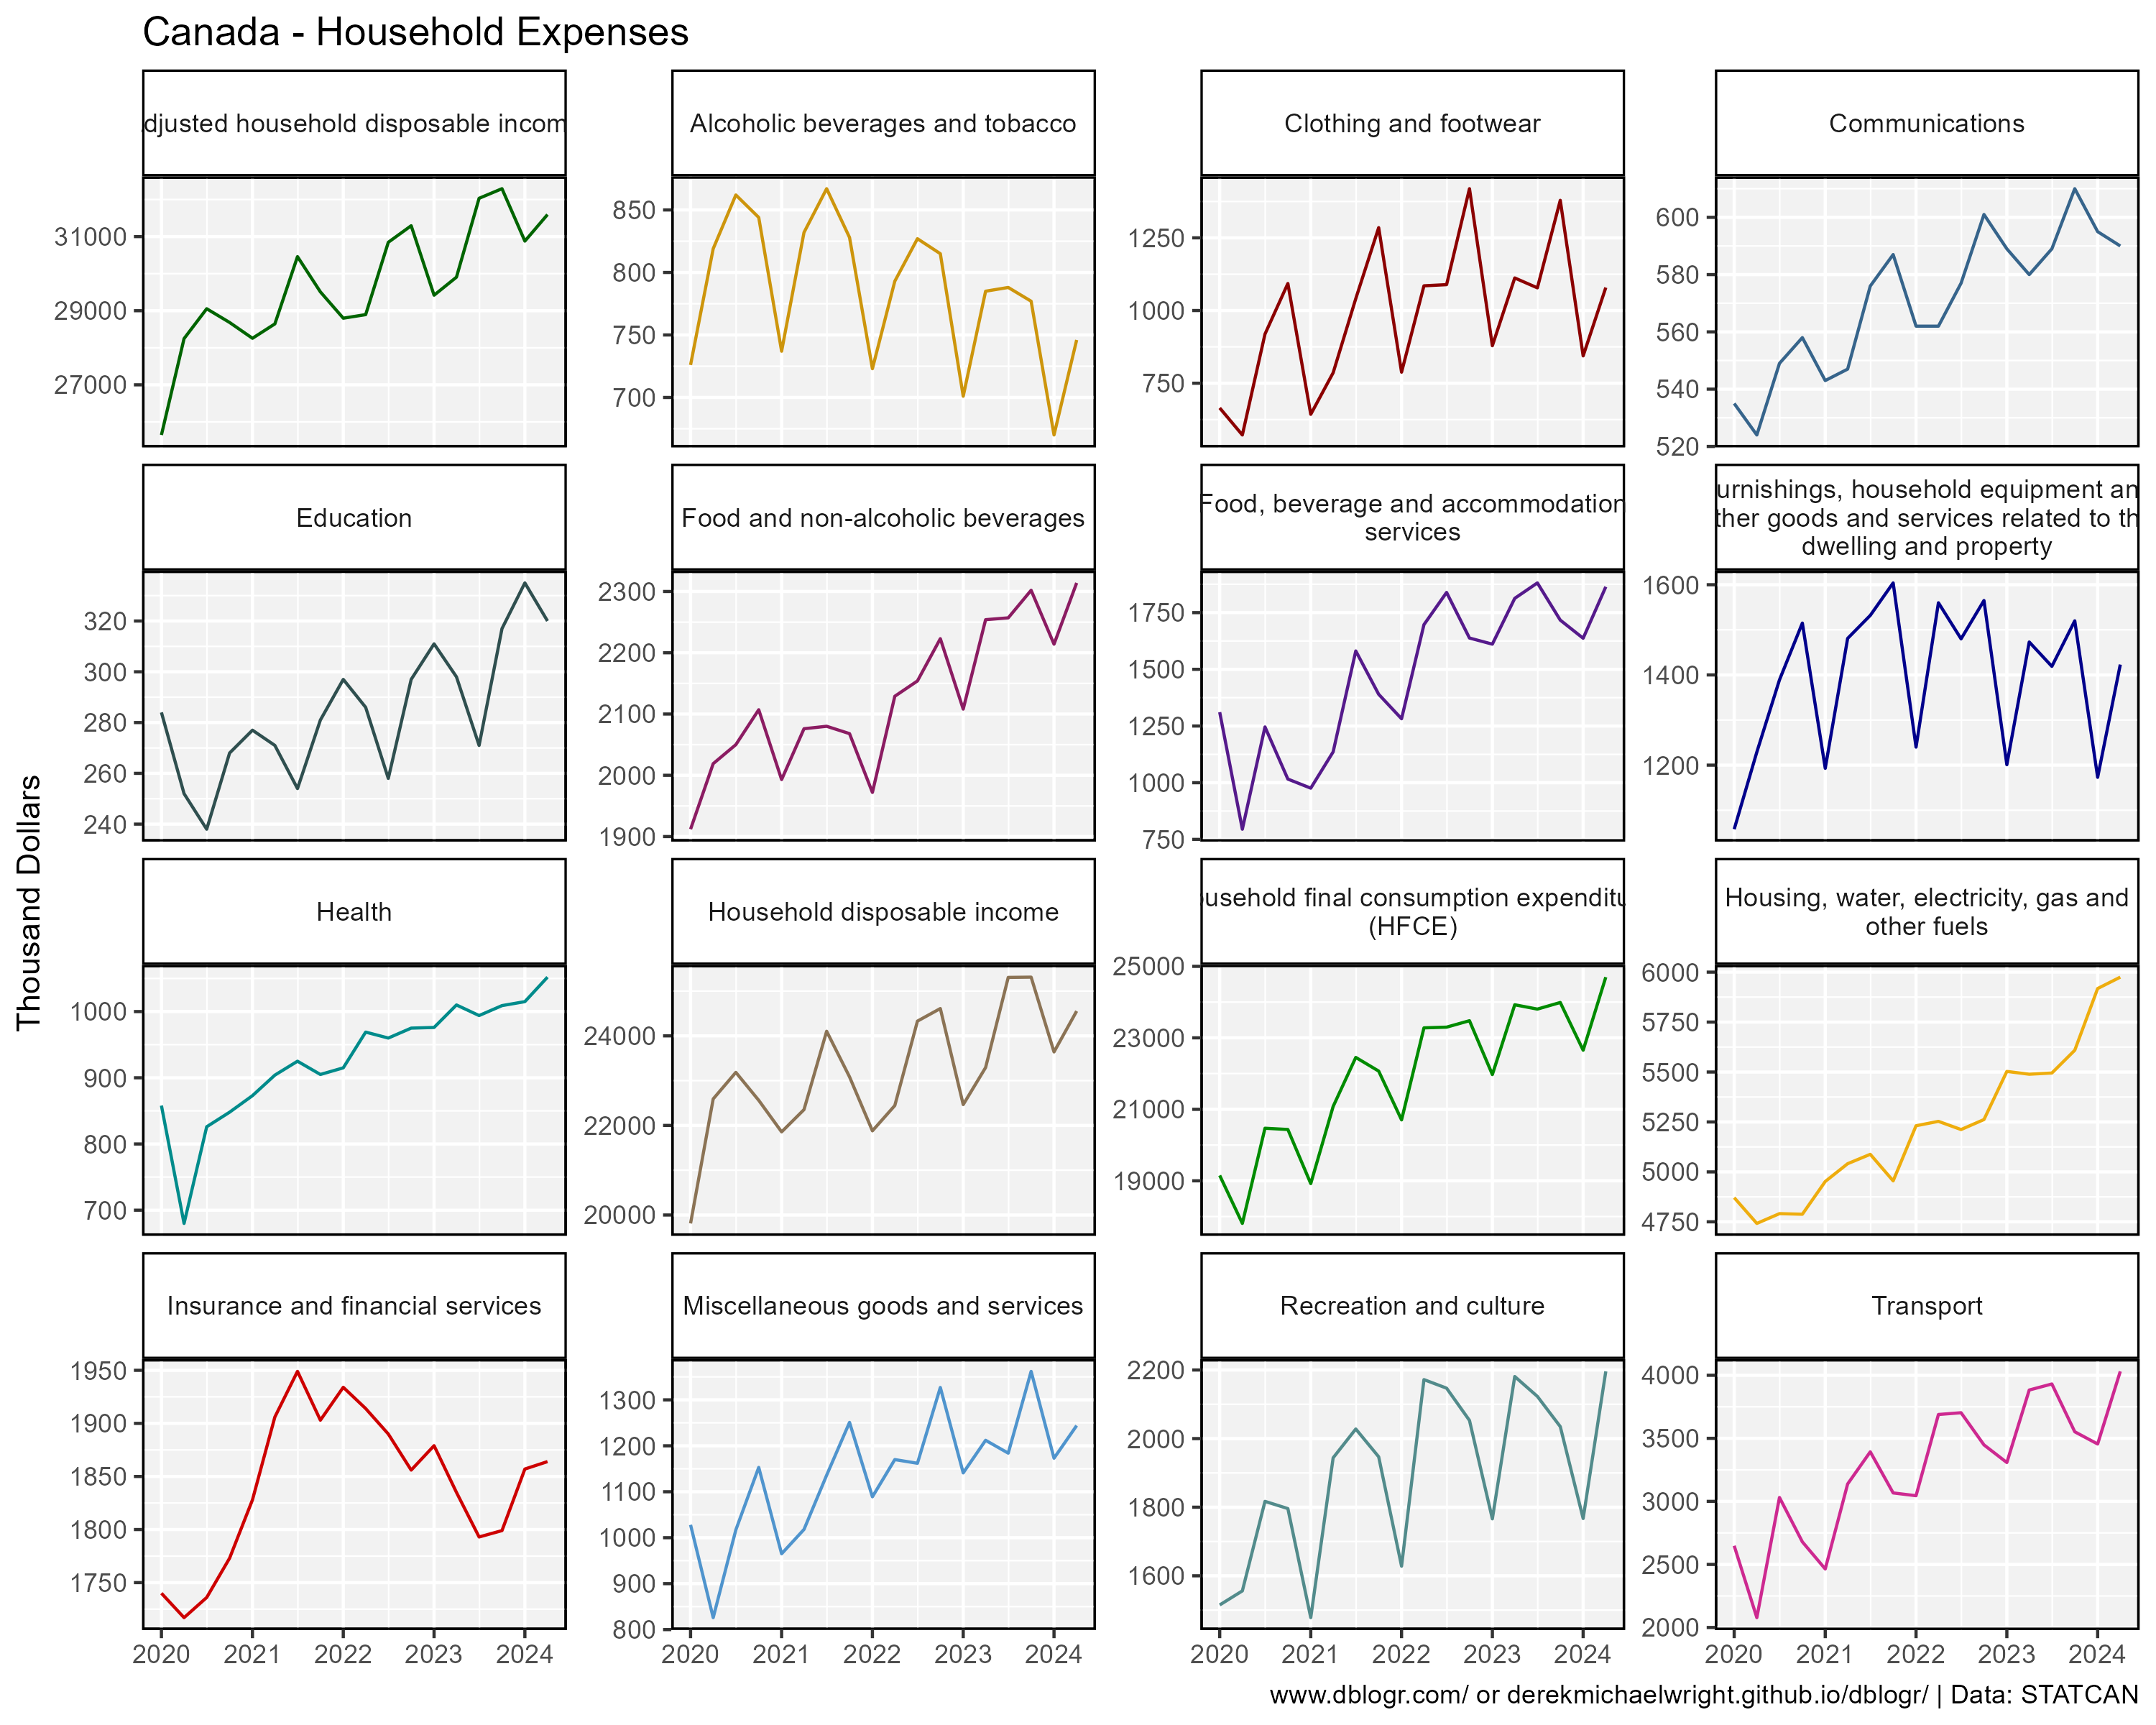 Canada - Household Expenses
djusted household disposable incom
Alcoholic beverages and tobacco
Clothing and footwear
Communications
31000
29000
27000
850
800
750
700
1250
1000
750
600
580
560
540
520
Education
Food and non-alcoholic beverages
Food, beverage and accommodation
services
urnishings, household equipment an
ther goods and services related to th
dwelling and property
320
300
280
260
240
2300
2200
2100
2000
1900
1750
1500
1250
1000
750
1600
1400
1200
Thousand Dollars
Health
Household disposable income
usehold final consumption expenditu
(HFCE)
Housing, water, electricity, gas and
other fuels
1000
900
800
700
24000
22000
20000
25000
23000
21000
19000
6000
5750
5500
5250
5000
4750
Insurance and financial services
Miscellaneous goods and services
Recreation and culture
Transport
1950
1900
1850
1800
1750
1300
1200
1100
1000
900
800
2200
2000
1800
1600
4000
3500
3000
2500
2000
2020 2021 2022 2023 2024
2020 2021 2022 2023 2024
2020 2021 2022 2023 2024
2020 2021 2022 2023 2024
www.dblogr.com/ or derekmichaelwright.github.io/dblogr/ | Data: STATCAN